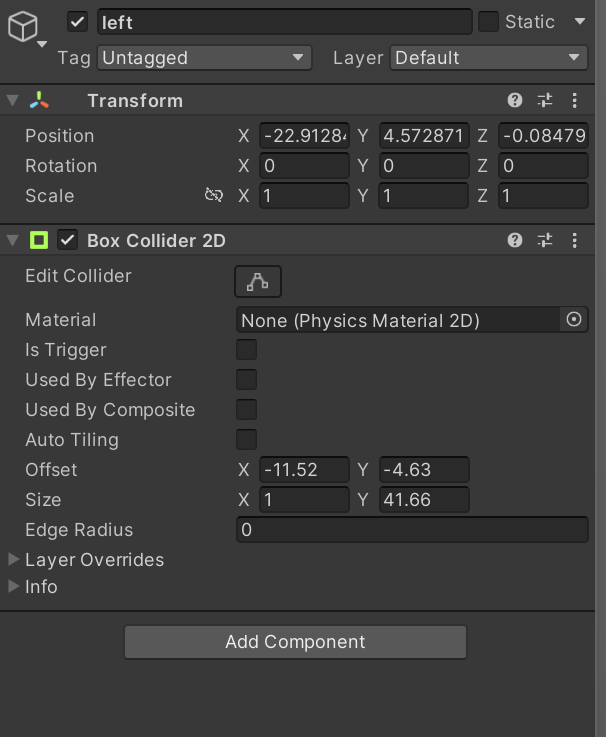 left Static
Tag Untagged Layer Default
Transform
Position X -22.9128 Y 4.572871 Z -0.08479
Rotation X 0 Y 0 Z 0
Scale X 1 Y 1 Z 1
Box Collider 2D
Edit Collider
Material None (Physics Material 2D)
Is Trigger
Used By Effector
Used By Composite
Auto Tiling
Offset X -11.52 Y -4.63
Size X 1 Y 41.66
Edge Radius 0
Layer Overrides
Info
Add Component